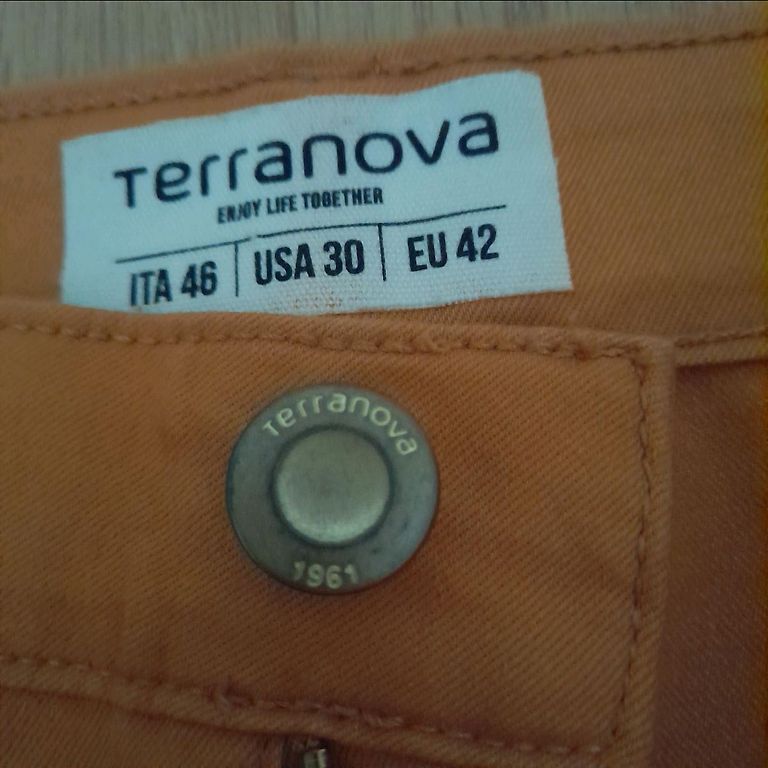 Terranova
ENJOY LIFE TOGETHER
ITA 46 USA 30 EU 42
Terranova
1961